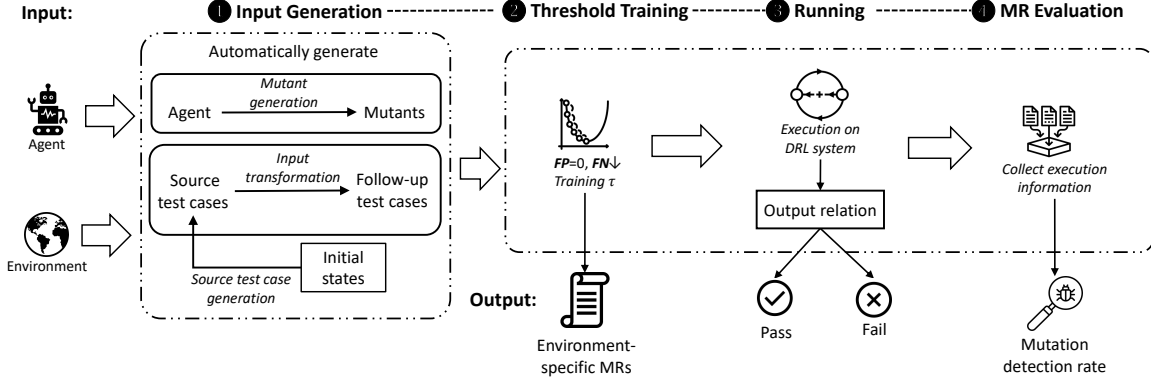 Input:
1 Input Generation
2 Threshold Training
3 Running
4 MR Evaluation
Automatically generate
Agent
Mutant
generation
Mutants
Agent
Source
test cases
Input
transformation
Follow-up
test cases
Environment
Source test case
generation
Initial
states
FP=0, FN↓
Training τ
Execution on
DRL system
Output relation
Collect execution
information
Output:
Environment-
specific MRs
Pass
Fail
Mutation
detection rate